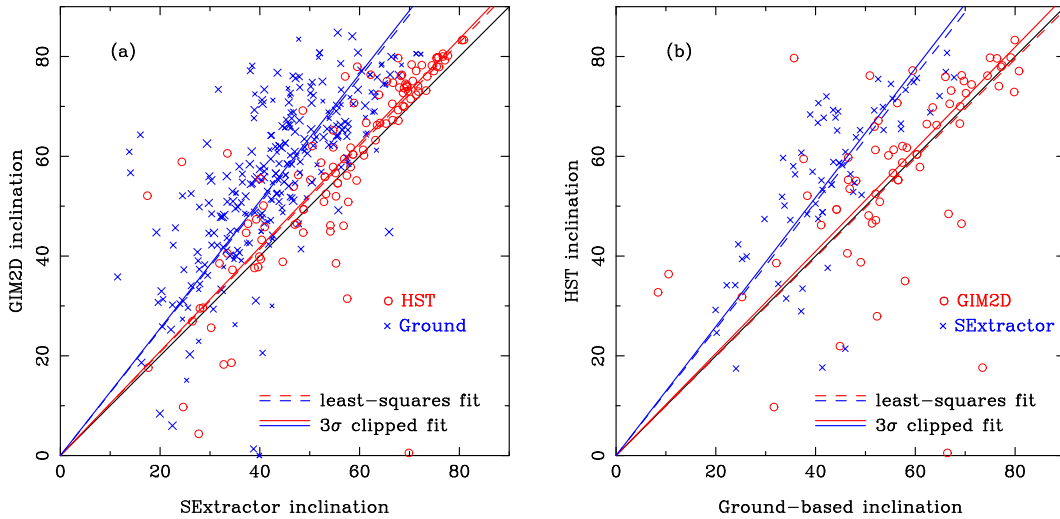 (a)
GIM2D inclination
80
60
40
20
0
HST
Ground
least-squares fit
3σ clipped fit
0 20 40 60 80
SExtractor inclination
(b)
HST inclination
80
60
40
20
0
GIM2D
SExtractor
least-squares fit
3σ clipped fit
0 20 40 60 80
Ground-based inclination